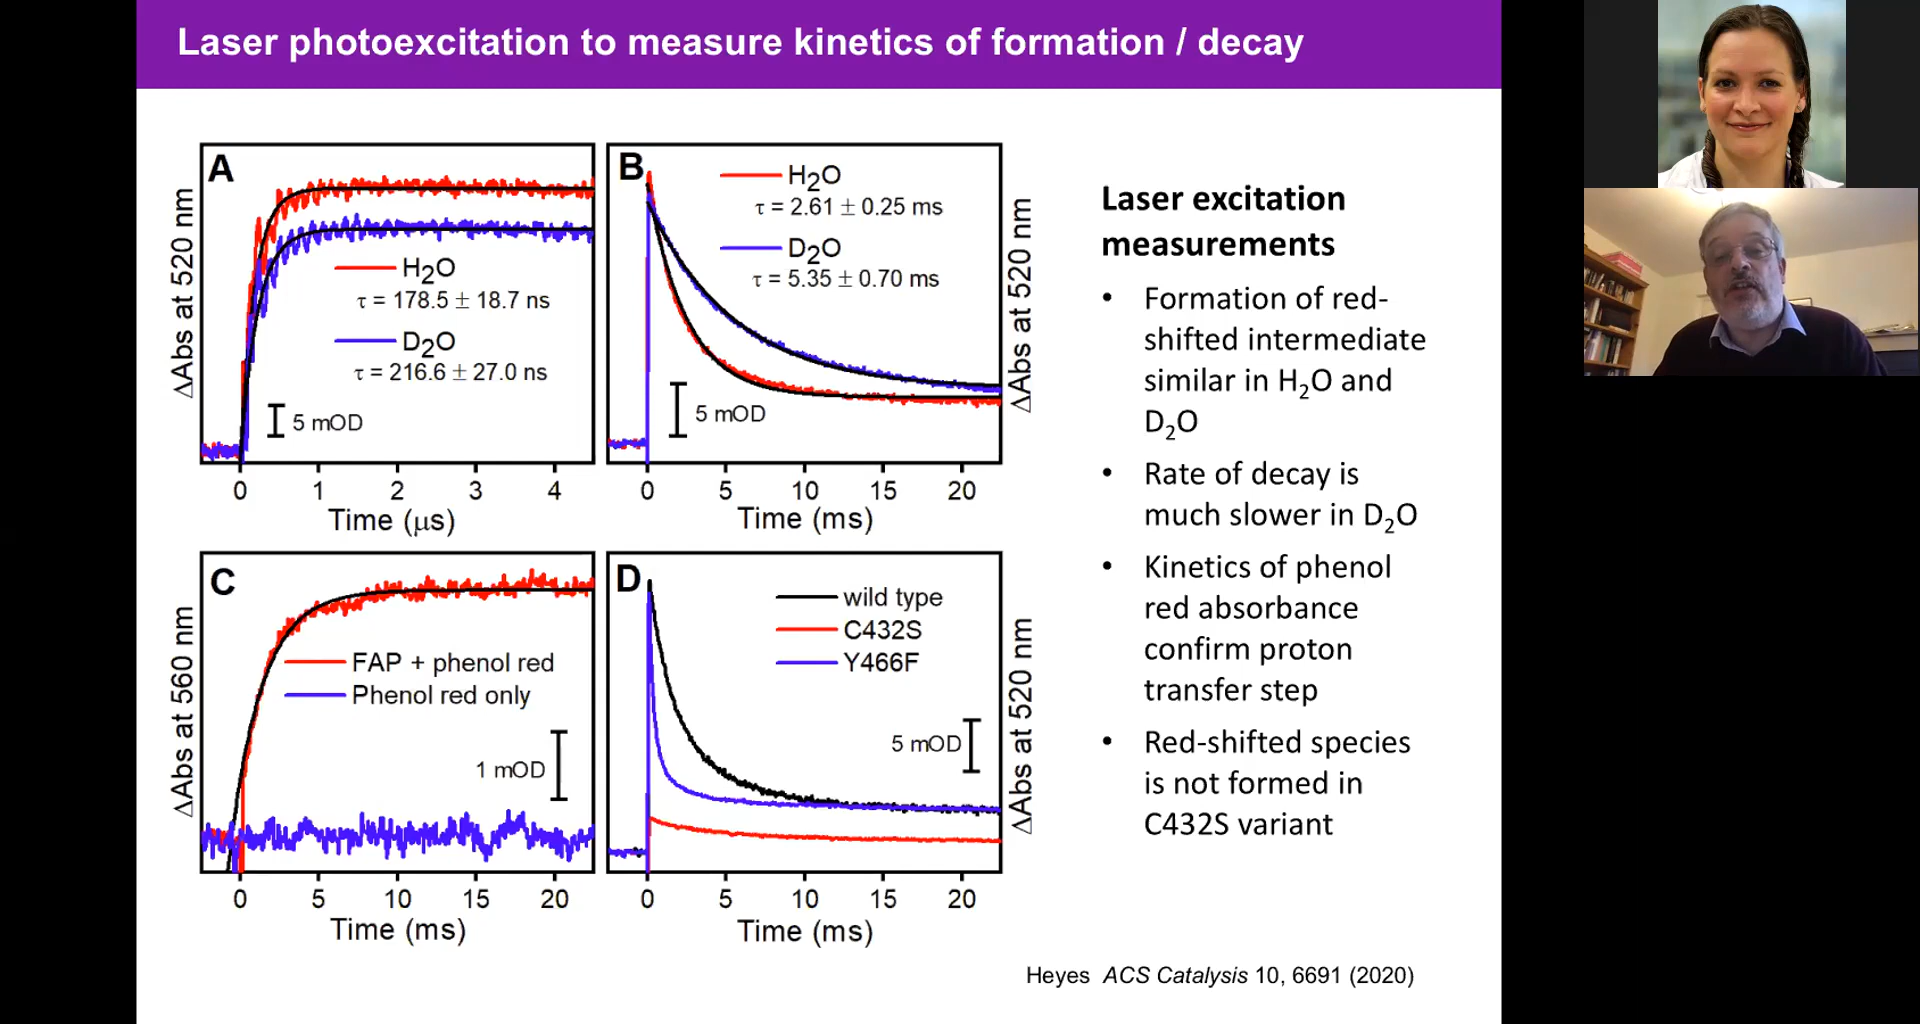 Laser photoexcitation to measure kinetics of formation / decay
A
ΔAbs at 520 nm
H₂O
τ = 178.5 ± 18.7 ns
D₂O
τ = 216.6 ± 27.0 ns
5 mOD
0 1 2 3 4
Time (μs)
B
H₂O
τ = 2.61 ± 0.25 ms
D₂O
τ = 5.35 ± 0.70 ms
5 mOD
ΔAbs at 520 nm
0 5 10 15 20
Time (ms)
C
ΔAbs at 560 nm
FAP + phenol red
Phenol red only
1 mOD
0 5 10 15 20
Time (ms)
D
wild type
C432S
Y466F
5 mOD
ΔAbs at 520 nm
0 5 10 15 20
Time (ms)
Laser excitation
measurements
• Formation of red-
shifted intermediate
similar in H₂O and
D₂O
• Rate of decay is
much slower in D₂O
• Kinetics of phenol
red absorbance
confirm proton
transfer step
• Red-shifted species
is not formed in
C432S variant
Heyes ACS Catalysis 10, 6691 (2020)